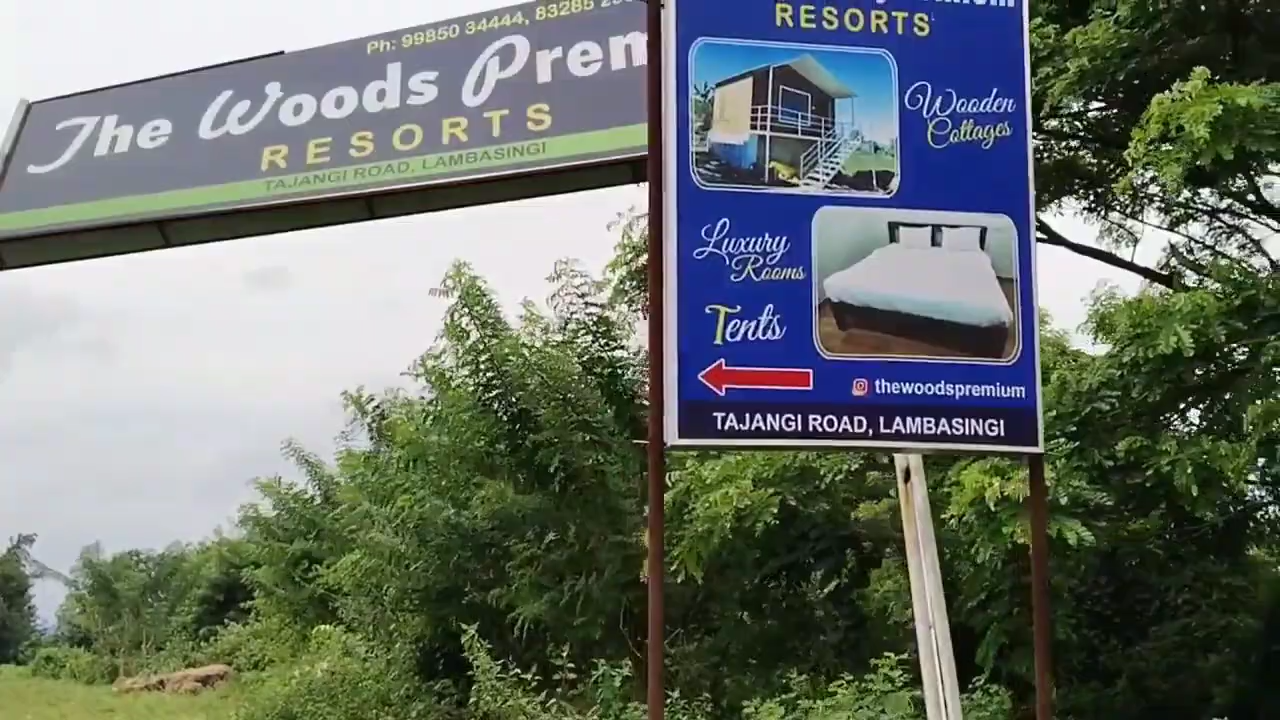 Ph: 99850 34444, 83285
The Woods Prem
RESORTS
TAJANGI ROAD, LAMBASINGI
RESORTS
Wooden
Cottages
Luxury
Rooms
Tents
thewoodspremium
TAJANGI ROAD, LAMBASINGI